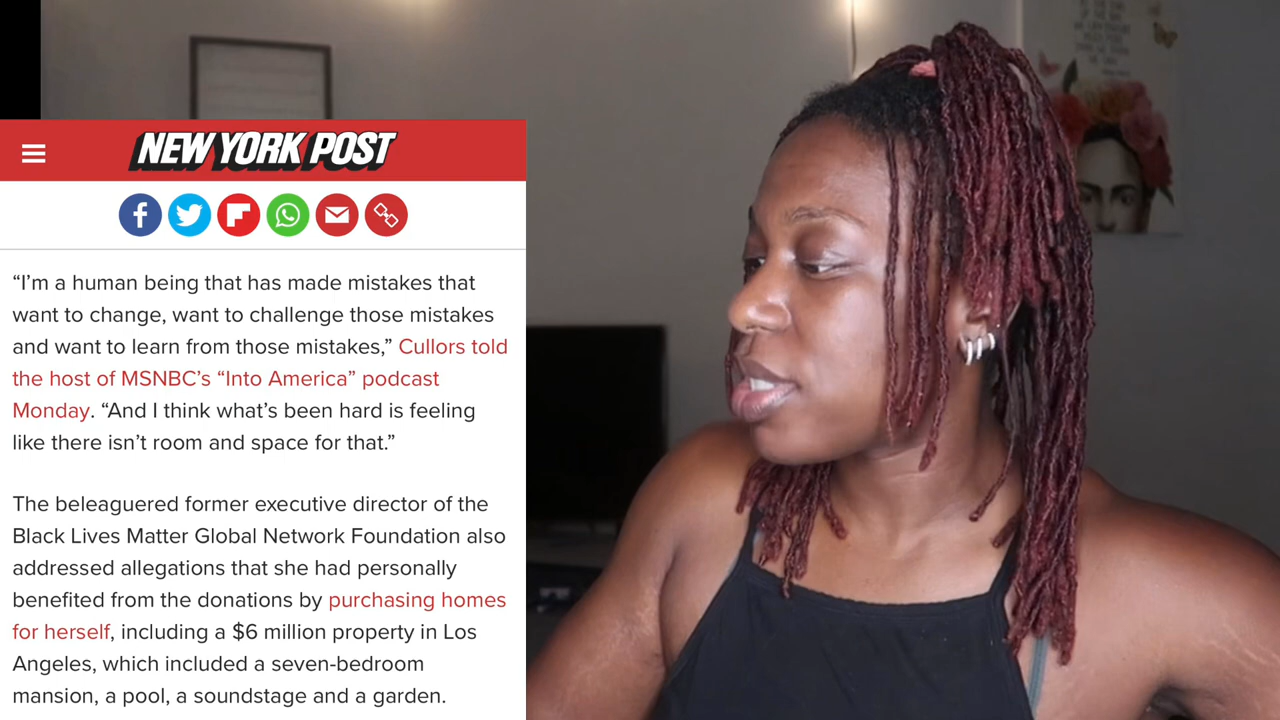 NEW YORK POST
“I’m a human being that has made mistakes that
want to change, want to challenge those mistakes
and want to learn from those mistakes,” Cullors told
the host of MSNBC’s “Into America” podcast
Monday. “And I think what’s been hard is feeling
like there isn’t room and space for that.”
The beleaguered former executive director of the
Black Lives Matter Global Network Foundation also
addressed allegations that she had personally
benefited from the donations by purchasing homes
for herself, including a $6 million property in Los
Angeles, which included a seven-bedroom
mansion, a pool, a soundstage and a garden.